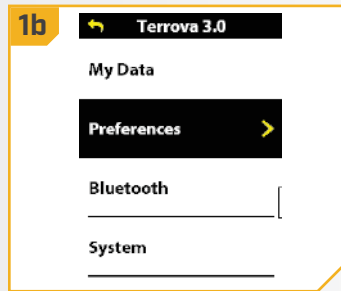 1b
Terrova 3.0
My Data
Preferences
Bluetooth
System